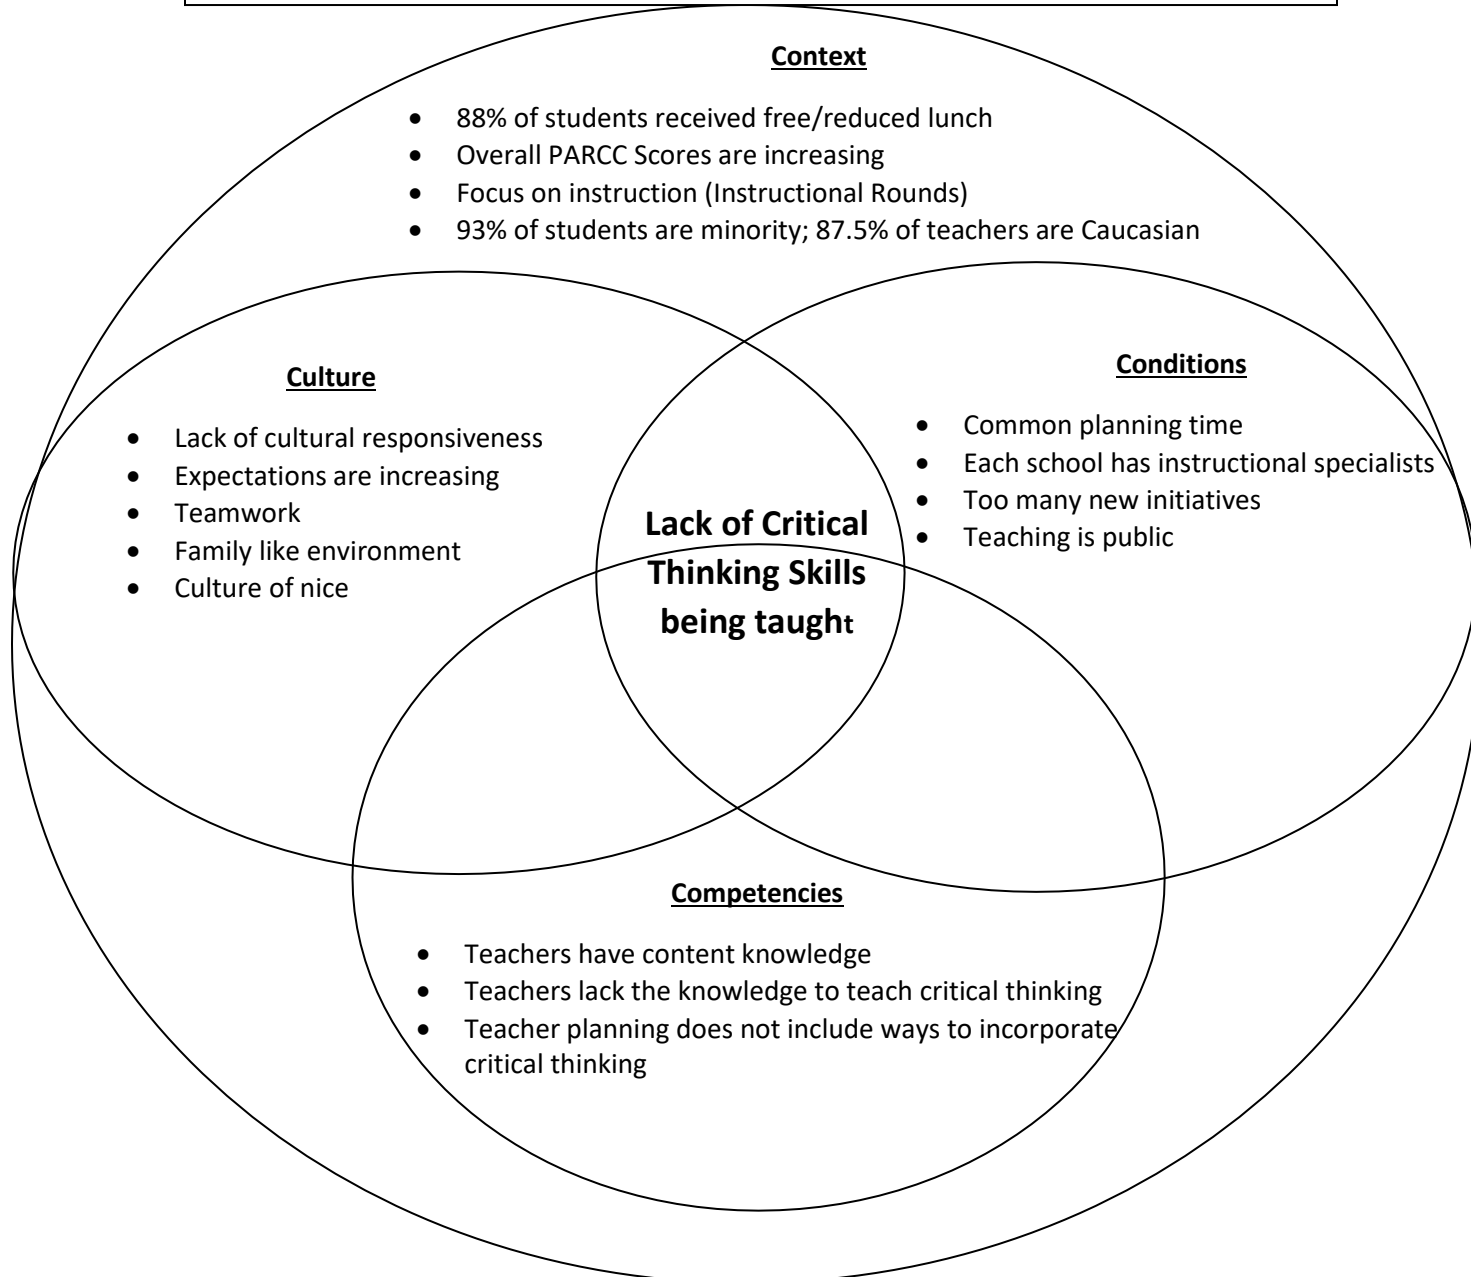 Context
• 88% of students received free/reduced lunch
• Overall PARCC Scores are increasing
• Focus on instruction (Instructional Rounds)
• 93% of students are minority; 87.5% of teachers are Caucasian
Culture
• Lack of cultural responsiveness
• Expectations are increasing
• Teamwork
• Family like environment
• Culture of nice
Conditions
• Common planning time
• Each school has instructional specialists
• Too many new initiatives
• Teaching is public
Lack of Critical
Thinking Skills
being taught
Competencies
• Teachers have content knowledge
• Teachers lack the knowledge to teach critical thinking
• Teacher planning does not include ways to incorporate
critical thinking